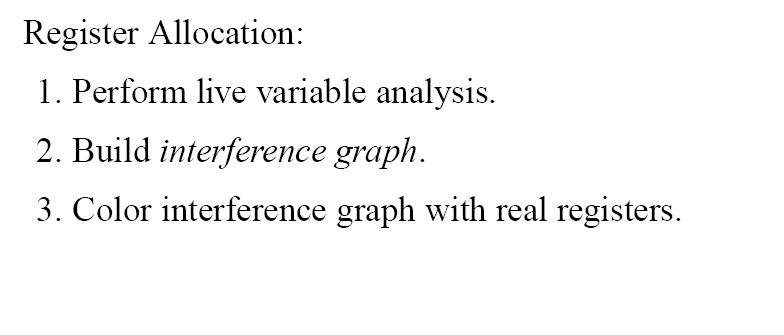 Register Allocation:
1. Perform live variable analysis.
2. Build interference graph.
3. Color interference graph with real registers.